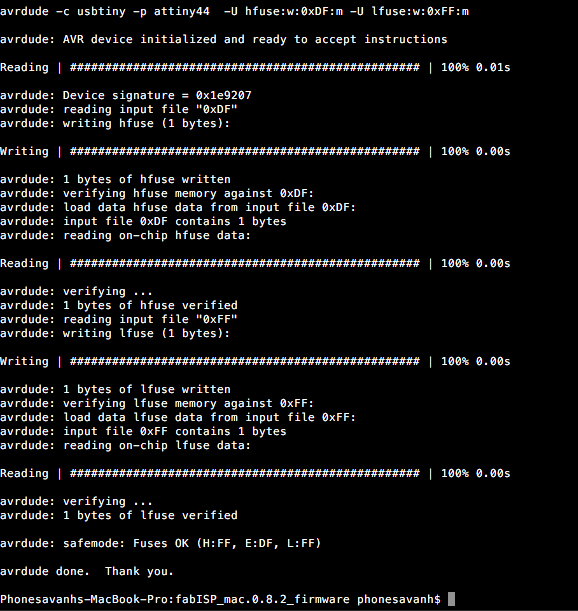 avrdude -c usbtiny -p attiny44  -U hfuse:w:0xDF:m -U lfuse:w:0xFF:m
avrdude: AVR device initialized and ready to accept instructions
Reading | ################################################## | 100% 0.01s
avrdude: Device signature = 0x1e9207
avrdude: reading input file "0xDF"
avrdude: writing hfuse (1 bytes):
Writing | ################################################## | 100% 0.00s
avrdude: 1 bytes of hfuse written
avrdude: verifying hfuse memory against 0xDF:
avrdude: load data hfuse data from input file 0xDF:
avrdude: input file 0xDF contains 1 bytes
avrdude: reading on-chip hfuse data:
Reading | ################################################## | 100% 0.00s
avrdude: verifying ...
avrdude: 1 bytes of hfuse verified
avrdude: reading input file "0xFF"
avrdude: writing lfuse (1 bytes):
Writing | ################################################## | 100% 0.00s
avrdude: 1 bytes of lfuse written
avrdude: verifying lfuse memory against 0xFF:
avrdude: load data lfuse data from input file 0xFF:
avrdude: input file 0xFF contains 1 bytes
avrdude: reading on-chip lfuse data:
Reading | ################################################## | 100% 0.00s
avrdude: verifying ...
avrdude: 1 bytes of lfuse verified
avrdude: safemode: Fuses OK (H:FF, E:DF, L:FF)
avrdude done.  Thank you.
Phonesavanhs-MacBook-Pro:fabISP_mac.0.8.2_firmware phonesavanh$